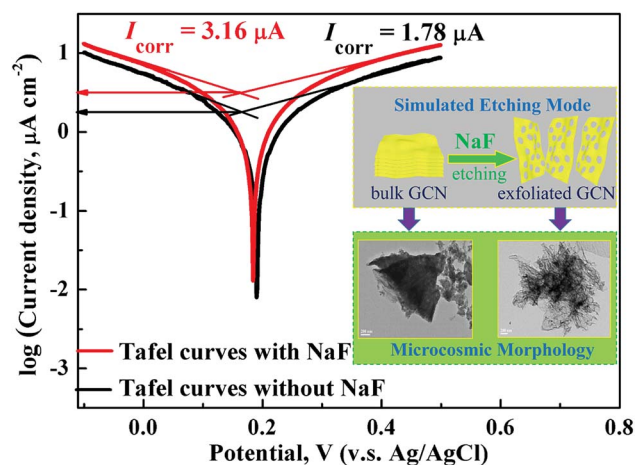 I corr = 3.16 μA
I corr = 1.78 μA
log (Current density, μA cm⁻²)
1
0
-1
-2
-3
Simulated Etching Mode
NaF
etching
bulk GCN
exfoliated GCN
Microcosmic Morphology
Tafel curves with NaF
Tafel curves without NaF
0.0 0.2 0.4 0.6 0.8
Potential, V (v.s. Ag/AgCl)